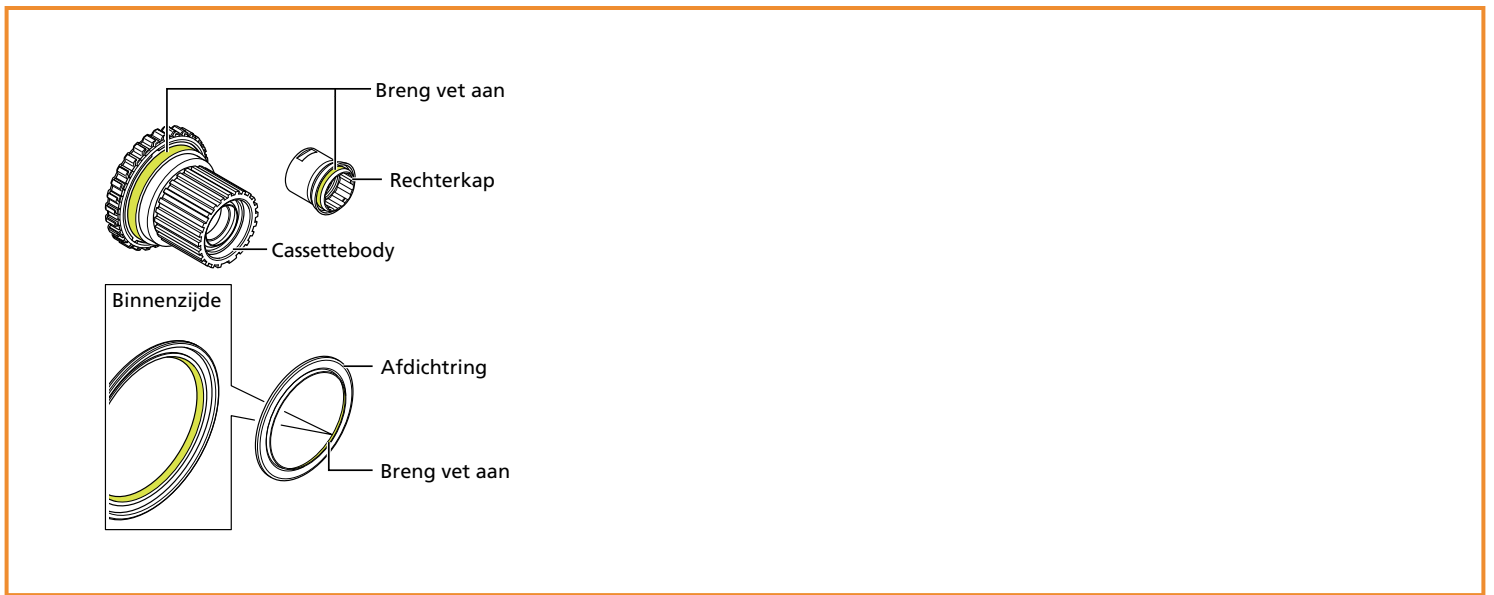 Breng vet aan
Rechterkap
Cassettebody
Binnenzijde
Afdichtring
Breng vet aan